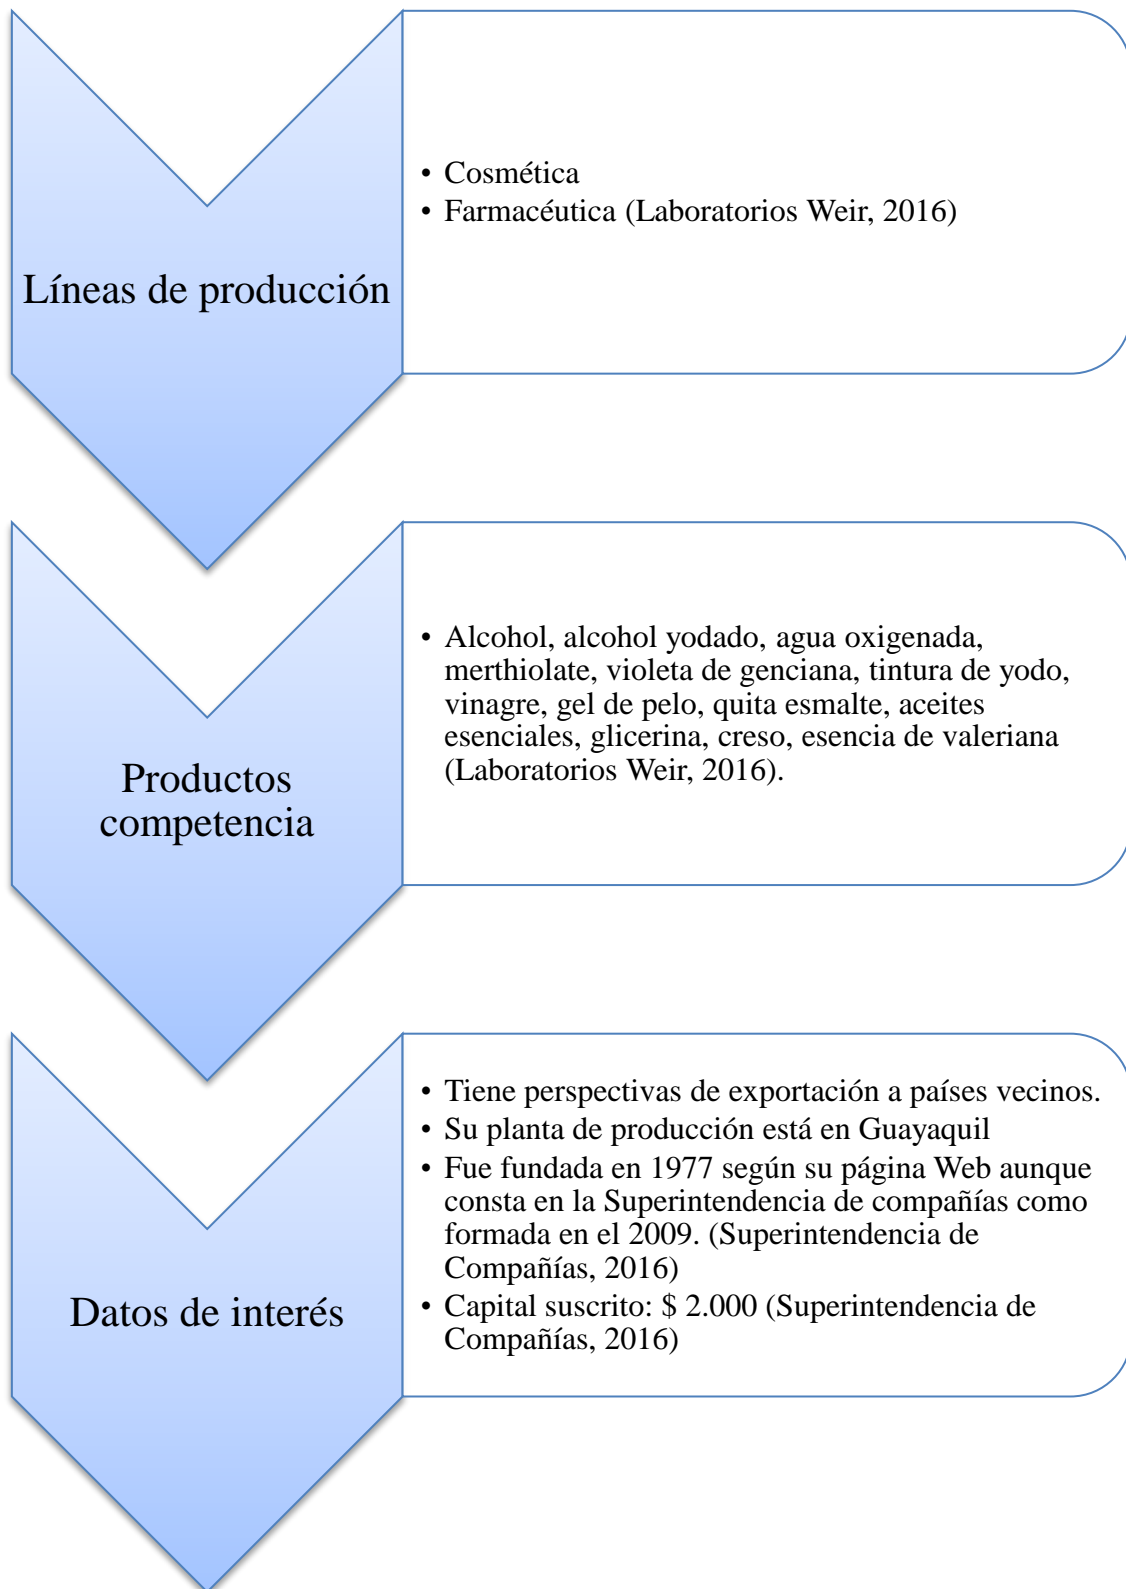 Líneas de producción
• Cosmética
• Farmacéutica (Laboratorios Weir, 2016)
Productos
competencia
• Alcohol, alcohol yodado, agua oxigenada,
merthiolate, violeta de genciana, tintura de yodo,
vinagre, gel de pelo, quita esmalte, aceites
esenciales, glicerina, creso, esencia de valeriana
(Laboratorios Weir, 2016).
Datos de interés
• Tiene perspectivas de exportación a países vecinos.
• Su planta de producción está en Guayaquil
• Fue fundada en 1977 según su página Web aunque
consta en la Superintendencia de compañías como
formada en el 2009. (Superintendencia de
Compañías, 2016)
• Capital suscrito: $ 2.000 (Superintendencia de
Compañías, 2016)